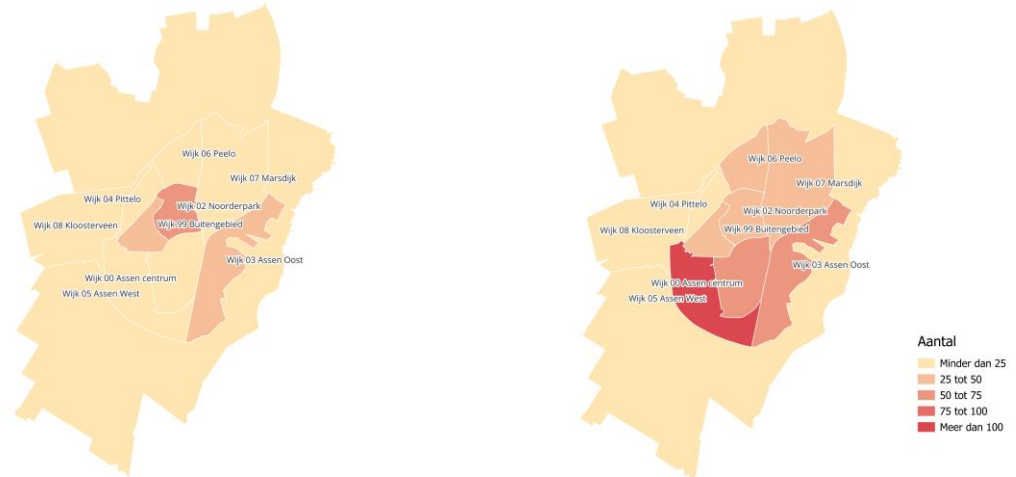 Wijk 06 Peelo
Wijk 07 Marsdijk
Wijk 04 Pittelo
Wijk 02 Noorderpark
Wijk 08 Kloosterveen
Wijk 99 Buitengebied
Wijk 03 Assen Oost
Wijk 00 Assen centrum
Wijk 05 Assen West
Wijk 06 Peelo
Wijk 07 Marsdijk
Wijk 04 Pittelo
Wijk 02 Noorderpark
Wijk 08 Kloosterveen
Wijk 99 Buitengebied
Wijk 03 Assen Oost
Wijk 00 Assen centrum
Wijk 05 Assen West
Aantal
Minder dan 25
25 tot 50
50 tot 75
75 tot 100
Meer dan 100